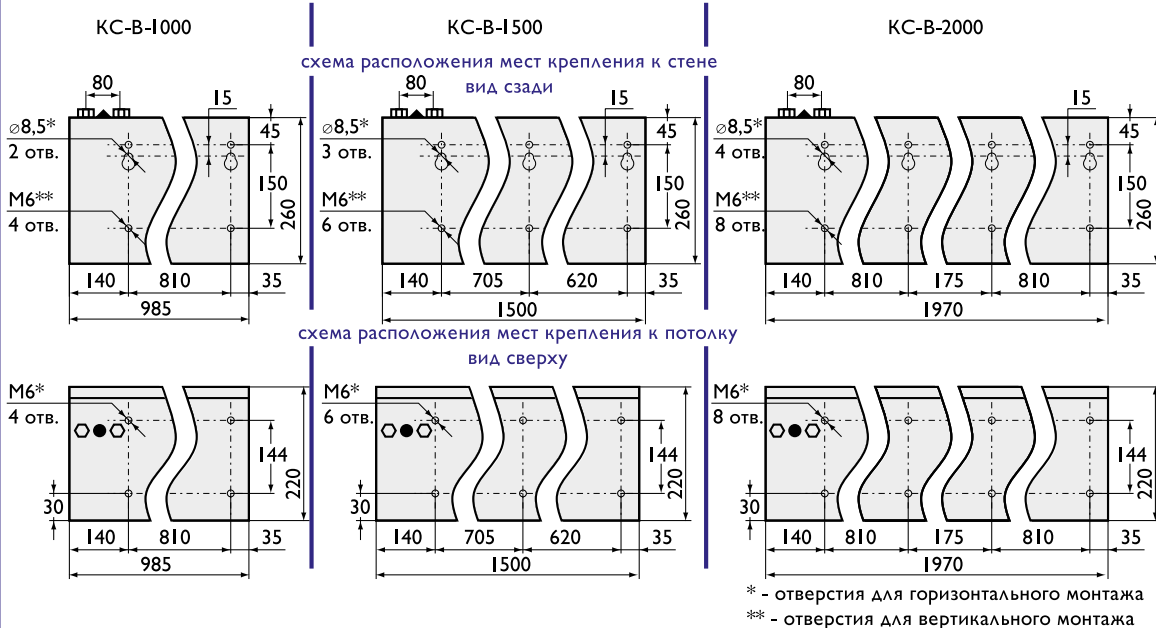 КС-В-1000
КС-В-1500
КС-В-2000
схема расположения мест крепления к стене
вид сзади
80
⌀8,5*
2 отв.
М6**
4 отв.
15
45
150
260
140
810
35
985
80
⌀8,5*
3 отв.
М6**
6 отв.
15
45
150
260
140
705
620
35
1500
80
⌀8,5*
4 отв.
М6**
8 отв.
15
45
150
260
140
810
175
810
35
1970
схема расположения мест крепления к потолку
вид сверху
М6*
4 отв.
144
220
30
140
810
35
985
М6*
6 отв.
144
220
30
140
705
620
35
1500
М6*
8 отв.
144
220
30
140
810
175
810
35
1970
* - отверстия для горизонтального монтажа
** - отверстия для вертикального монтажа